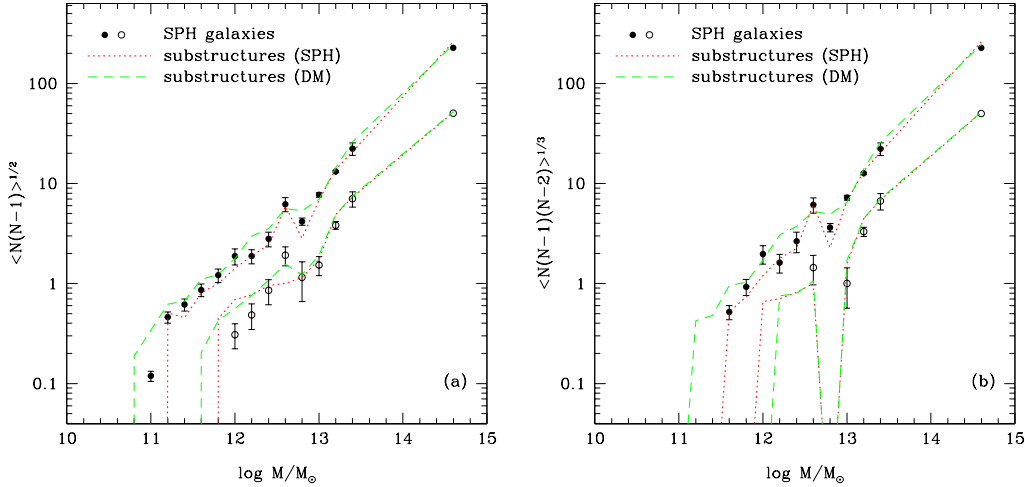 SPH galaxies
substructures (SPH)
substructures (DM)
100
10
1
0.1
<N(N−1)>1/2
(a)
10 11 12 13 14 15
log M/M⊙
SPH galaxies
substructures (SPH)
substructures (DM)
100
10
1
0.1
<N(N−1)(N−2)>1/3
(b)
10 11 12 13 14 15
log M/M⊙